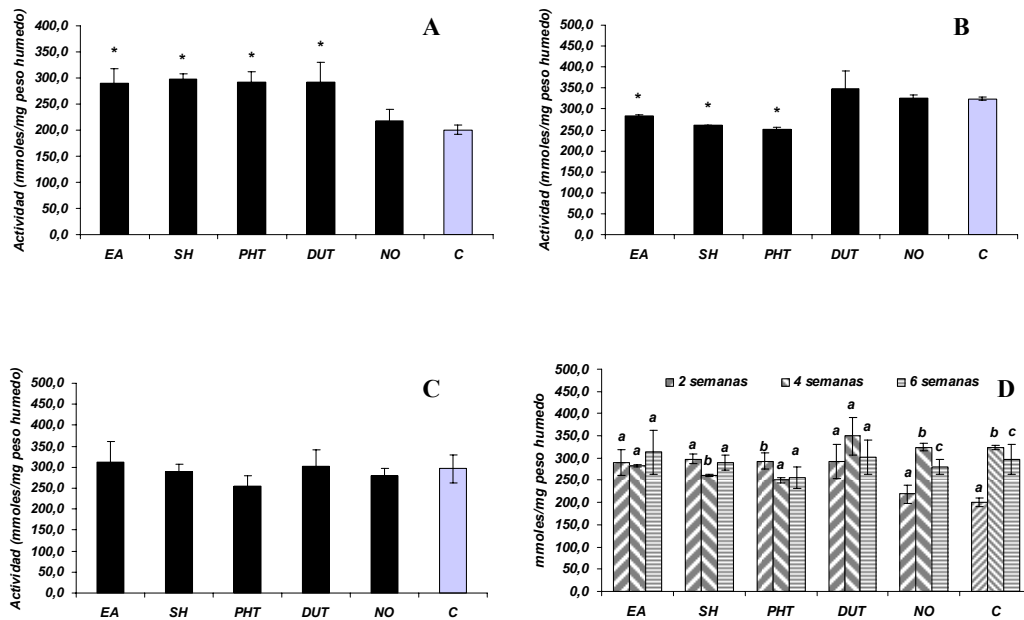 A
Actividad (mmoles/mg peso humedo)
400,0
350,0
300,0
250,0
200,0
150,0
100,0
50,0
0,0
* * * *
EA SH PHT DUT NO C
B
Actividad (mmoles/mg peso humedo)
500,0
450,0
400,0
350,0
300,0
250,0
200,0
150,0
100,0
50,0
0,0
* * *
EA SH PHT DUT NO C
C
Actividad (mmoles/mg peso humedo)
500,0
450,0
400,0
350,0
300,0
250,0
200,0
150,0
100,0
50,0
0,0
EA SH PHT DUT NO C
D
mmoles/mg peso humedo
500,0
450,0
400,0
350,0
300,0
250,0
200,0
150,0
100,0
50,0
0,0
2 semanas 4 semanas 6 semanas
a a a a b a b a a a a a a b c a b c
EA SH PHT DUT NO C